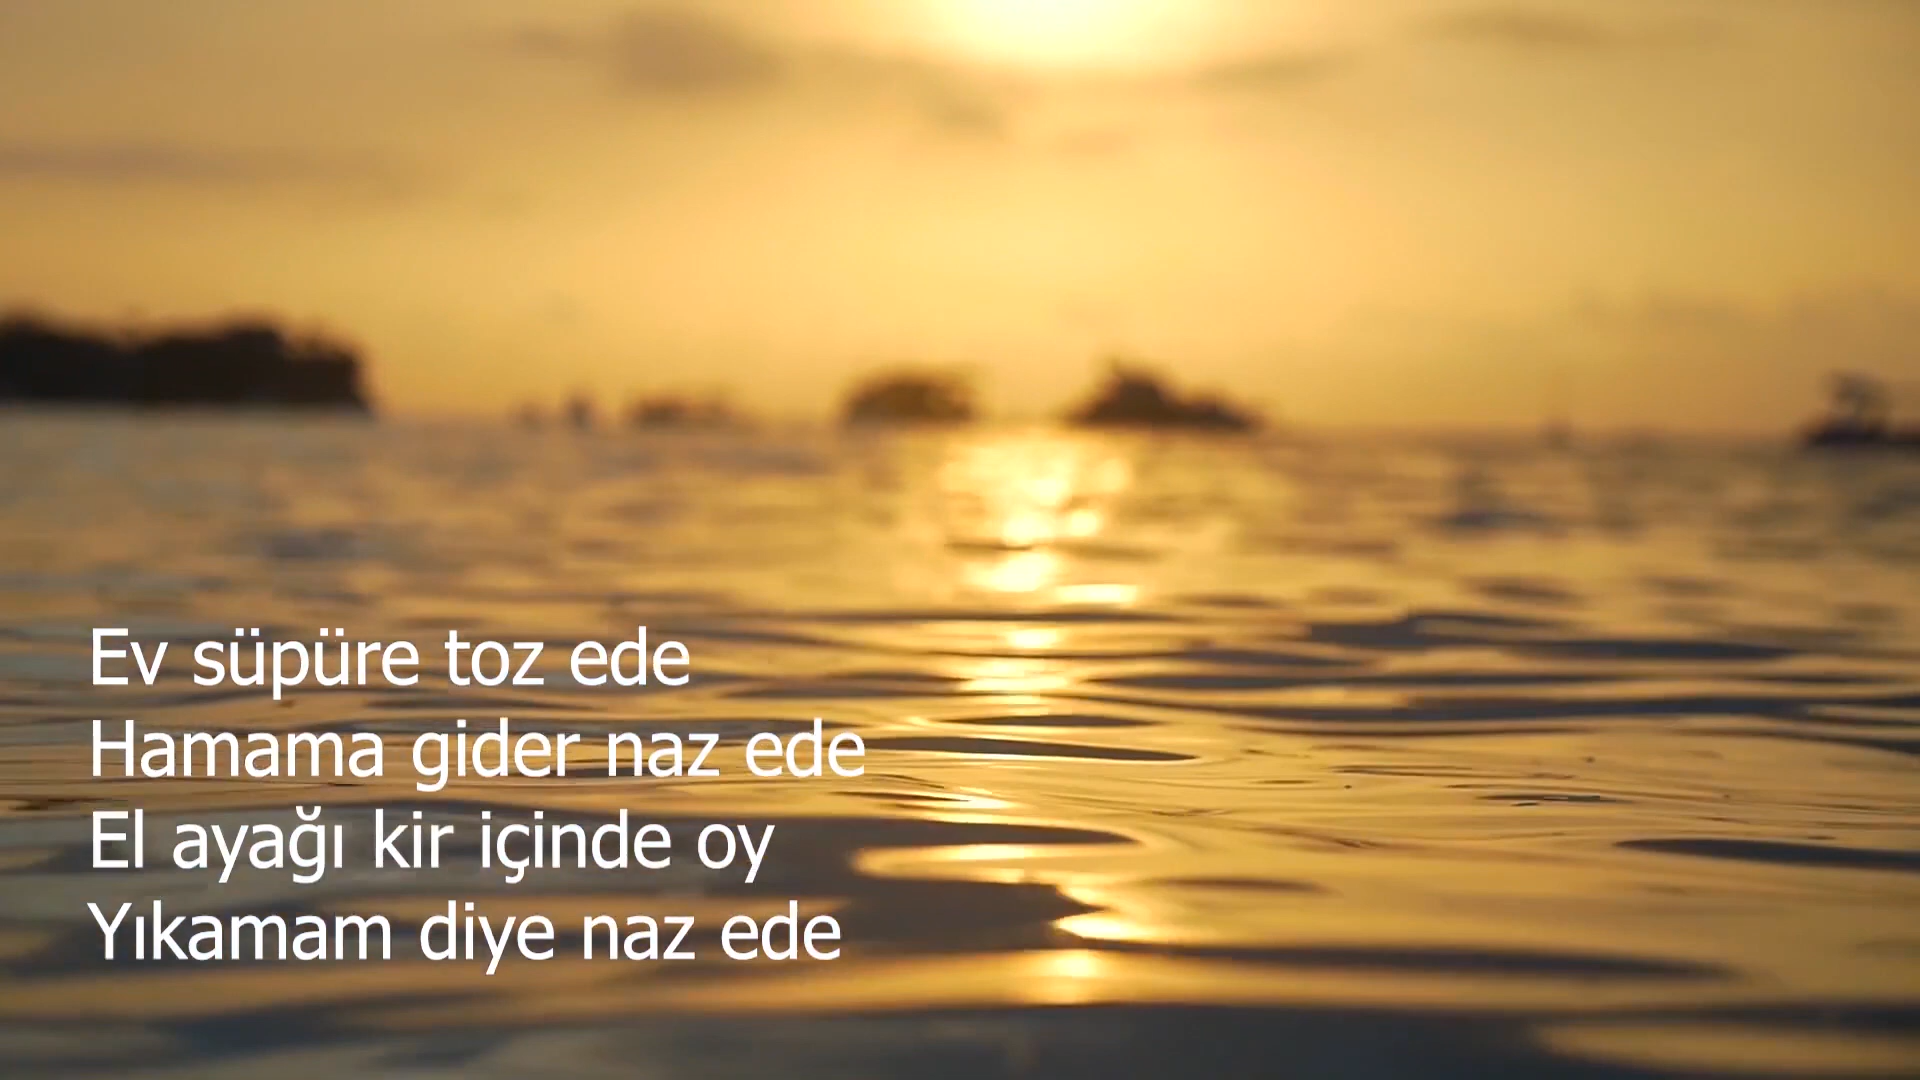 Ev süpüre toz ede
Hamama gider naz ede
El ayağı kir içinde oy
Yıkamam diye naz ede